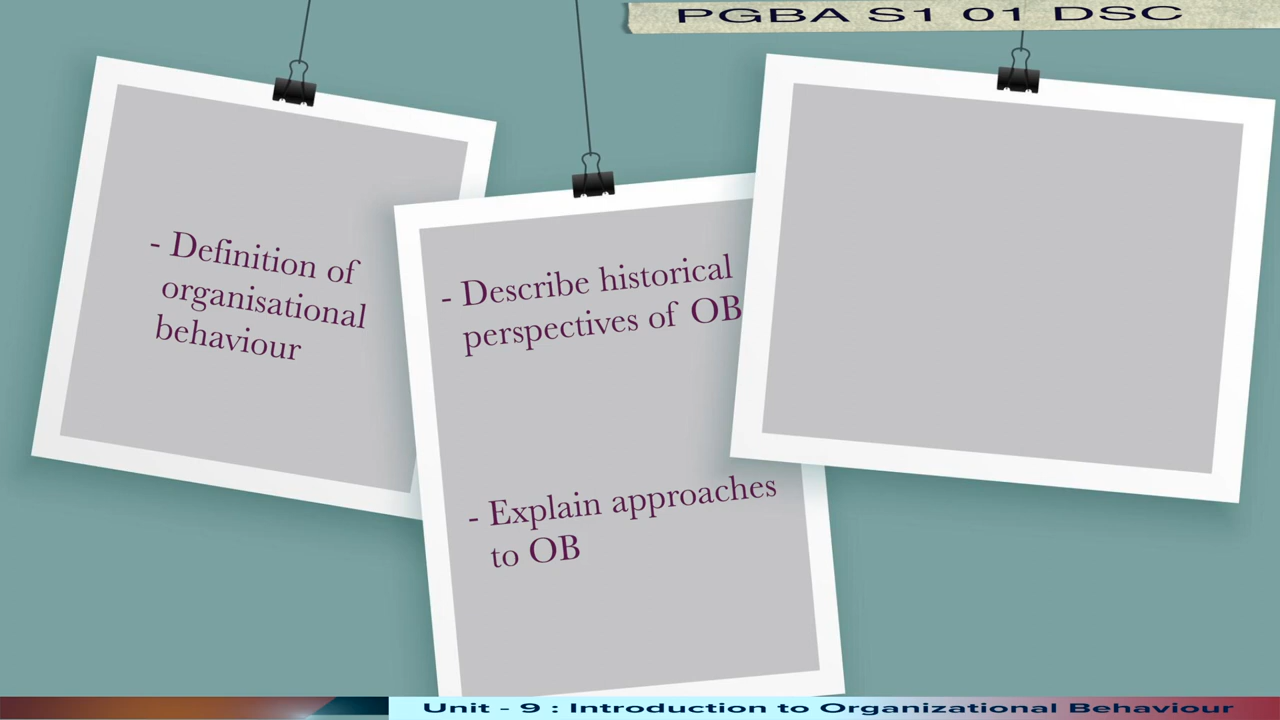 PGBA S1 01 DSC
- Definition of
organisational
behaviour
- Describe historical
perspectives of OB
- Explain approaches
to OB
Unit - 9 : Introduction to Organizational Behaviour